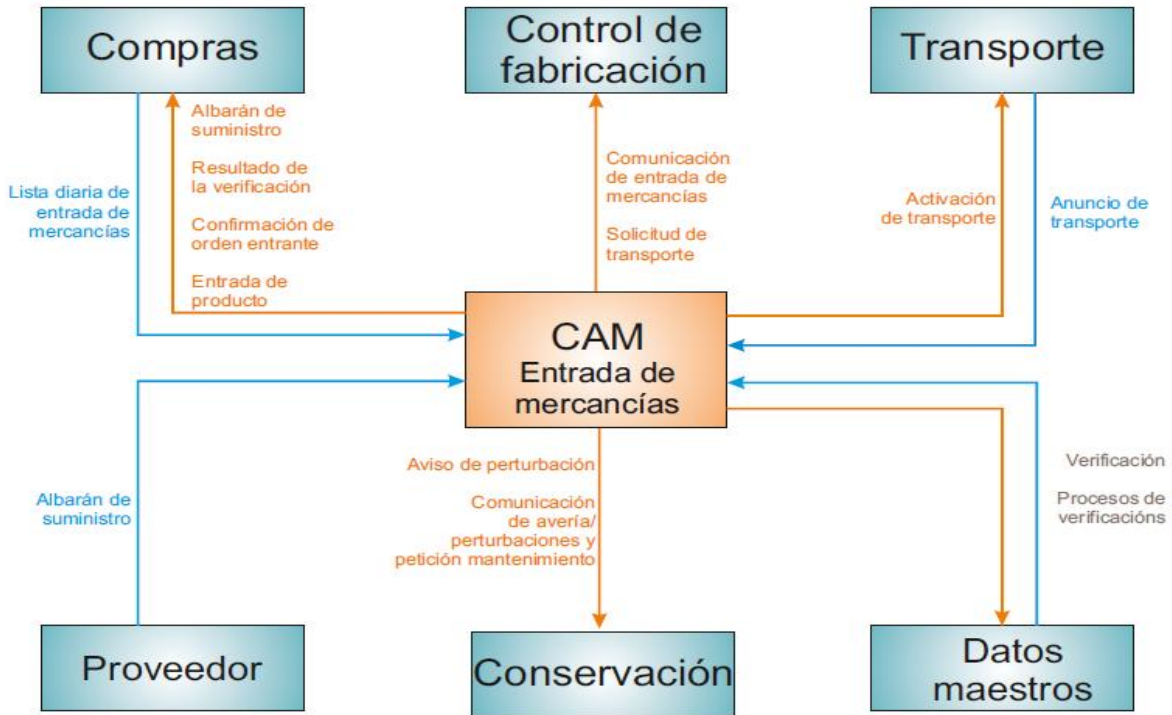 Compras
Control de
fabricación
Transporte
Albarán de
suministro
Resultado de
la verificación
Confirmación de
orden entrante
Entrada de
producto
Lista diaria de
entrada de
mercancías
Comunicación
de entrada de
mercancías
Solicitud de
transporte
Activación
de transporte
Anuncio de
transporte
CAM
Entrada de
mercancías
Albarán de
suministro
Aviso de perturbación
Comunicación
de avería/
perturbaciones y
petición mantenimiento
Verificación
Procesos de
verificacións
Proveedor
Conservación
Datos
maestros